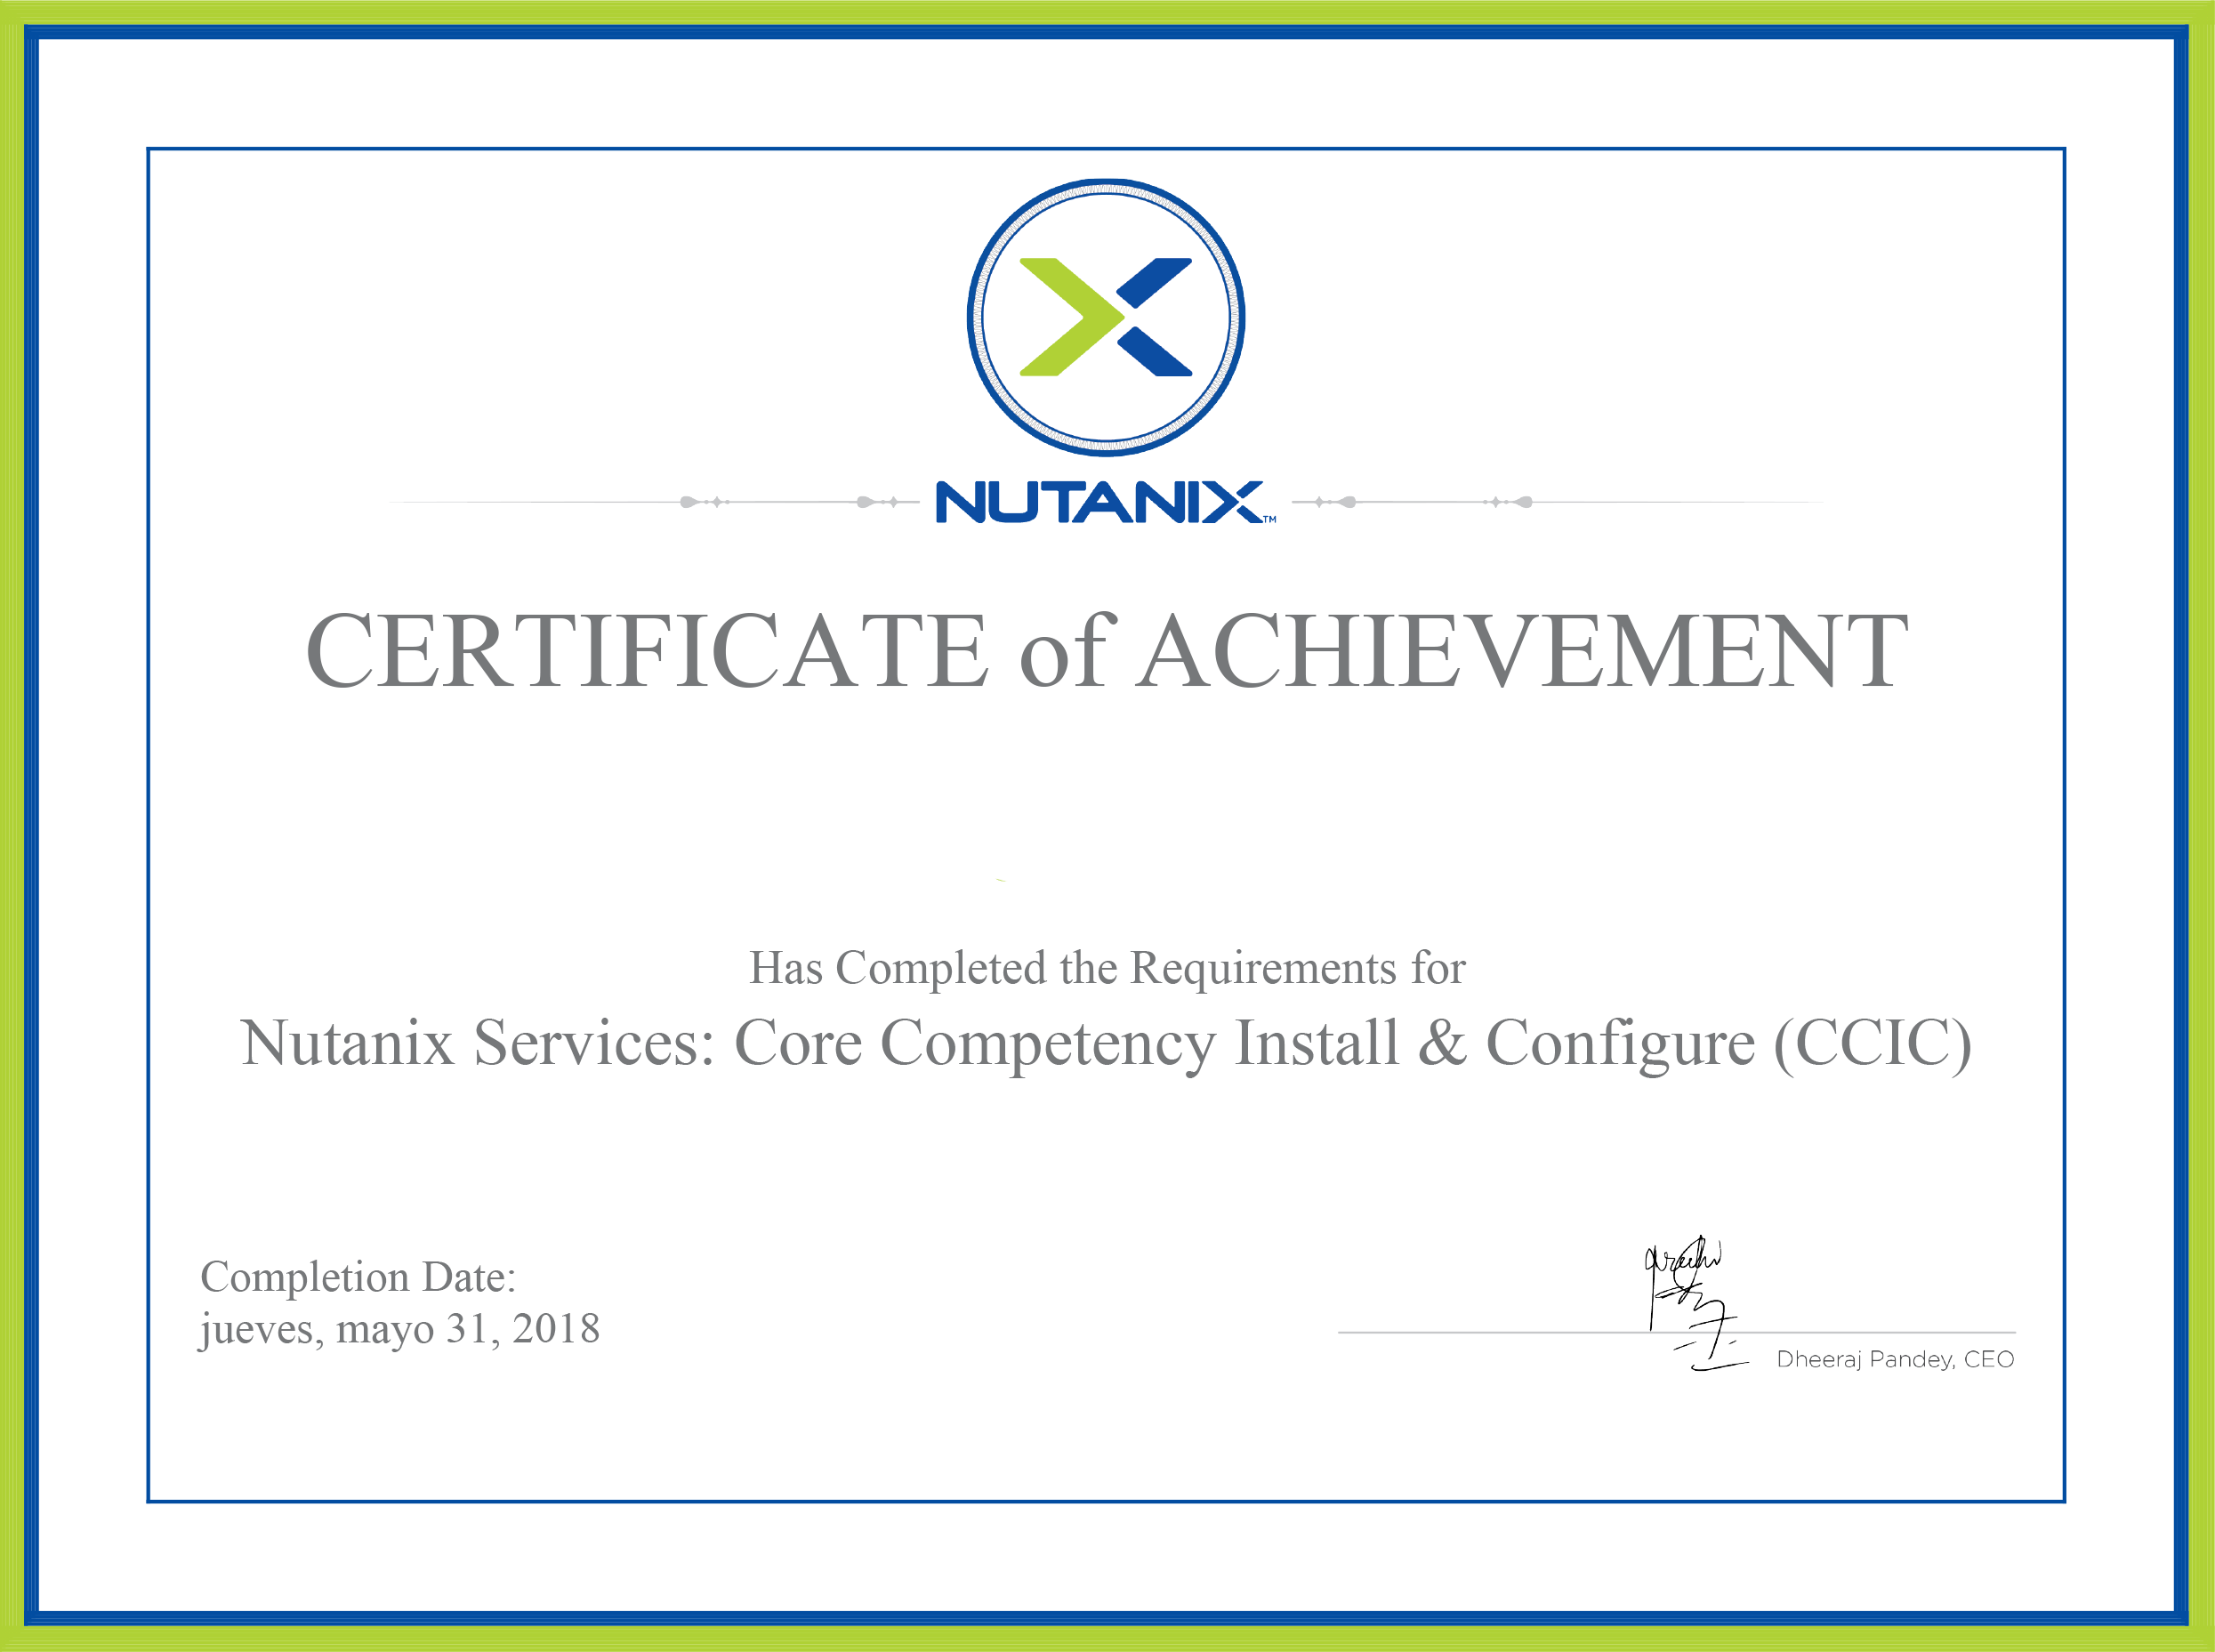 NUTANIX™
CERTIFICATE of ACHIEVEMENT
Has Completed the Requirements for
Nutanix Services: Core Competency Install & Configure (CCIC)
Completion Date:
jueves, mayo 31, 2018
Dheeraj Pandey, CEO